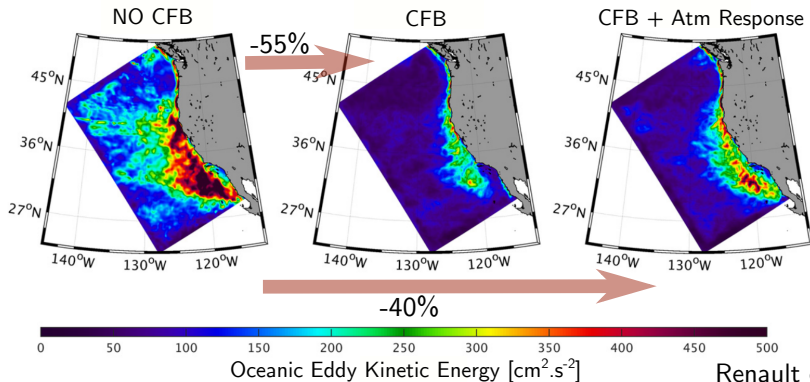 NO CFB
CFB
CFB + Atm Response
-55%
45°N
36°N
27°N
140°W
130°W
120°W
45°N
36°N
27°N
140°W
130°W
120°W
45°N
36°N
27°N
140°W
130°W
120°W
-40%
0 50 100 150 200 250 300 350 400 450 500
Oceanic Eddy Kinetic Energy [cm².s⁻²]
Renault